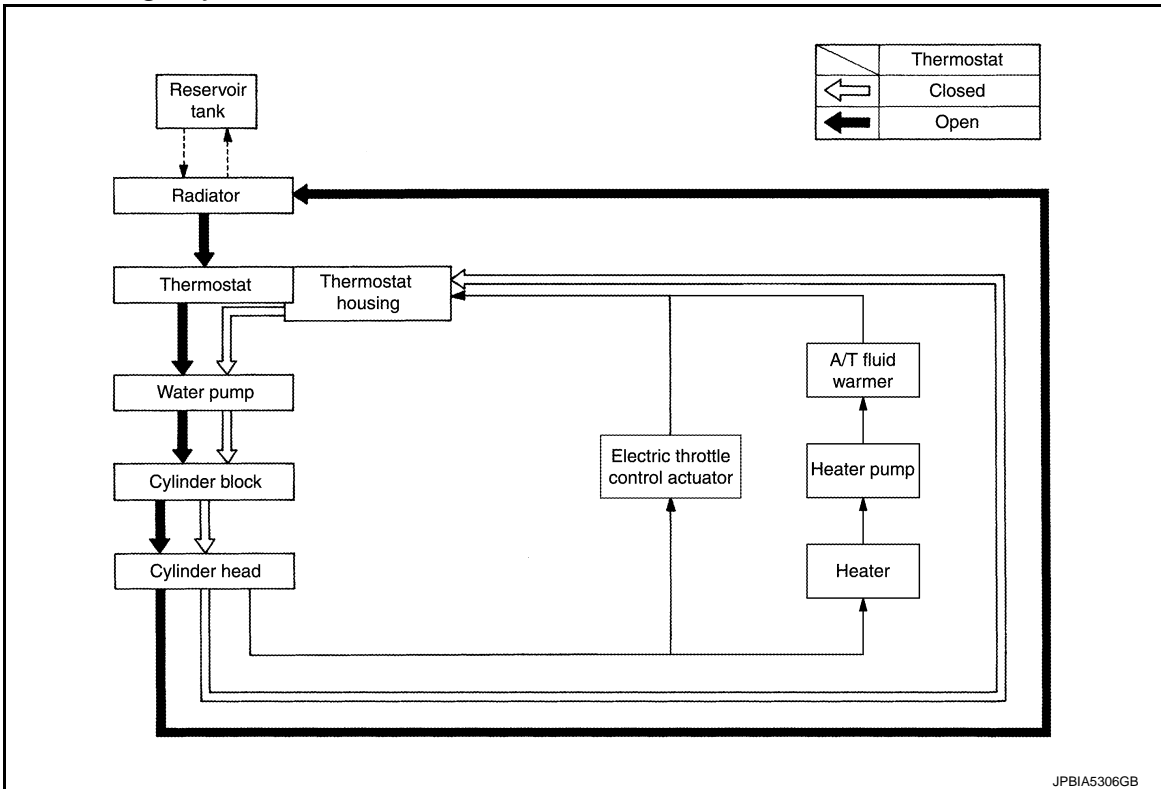 Thermostat
Closed
Open
Reservoir
tank
Radiator
Thermostat
Thermostat
housing
A/T fluid
warmer
Water pump
Electric throttle
control actuator
Heater pump
Cylinder block
Cylinder head
Heater
JPBIA5306GB